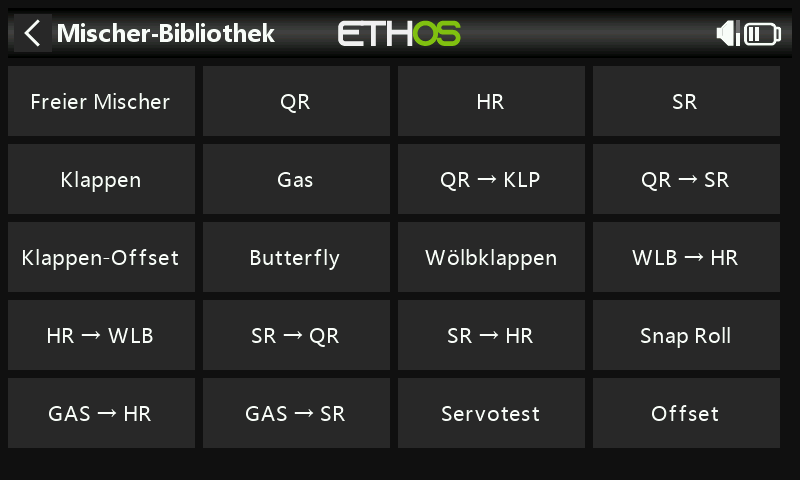 Mischer-Bibliothek ETHOS
Freier Mischer QR HR SR
Klappen Gas QR → KLP QR → SR
Klappen-Offset Butterfly Wölbklappen WLB → HR
HR → WLB SR → QR SR → HR Snap Roll
GAS → HR GAS → SR Servotest Offset